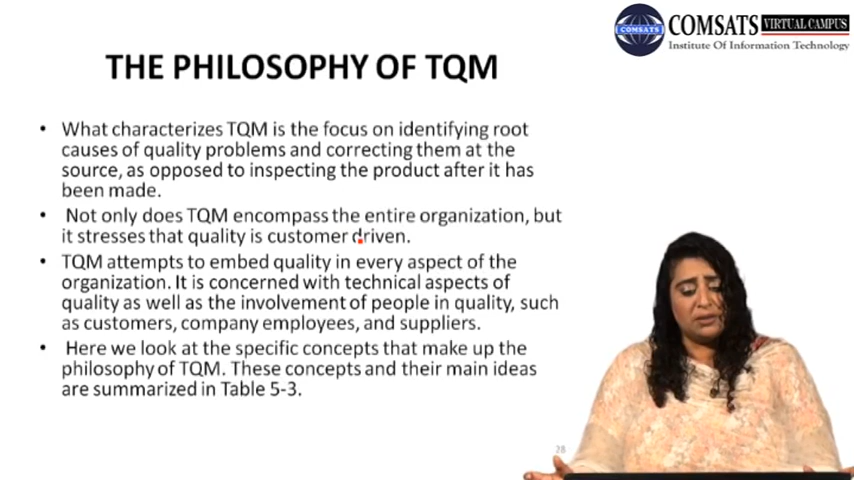 COMSATS VIRTUAL CAMPUS
Institute Of Information Technology
COMSATS
THE PHILOSOPHY OF TQM
• What characterizes TQM is the focus on identifying root
causes of quality problems and correcting them at the
source, as opposed to inspecting the product after it has
been made.
• Not only does TQM encompass the entire organization, but
it stresses that quality is customer driven.
• TQM attempts to embed quality in every aspect of the
organization. It is concerned with technical aspects of
quality as well as the involvement of people in quality, such
as customers, company employees, and suppliers.
• Here we look at the specific concepts that make up the
philosophy of TQM. These concepts and their main ideas
are summarized in Table 5-3.
28